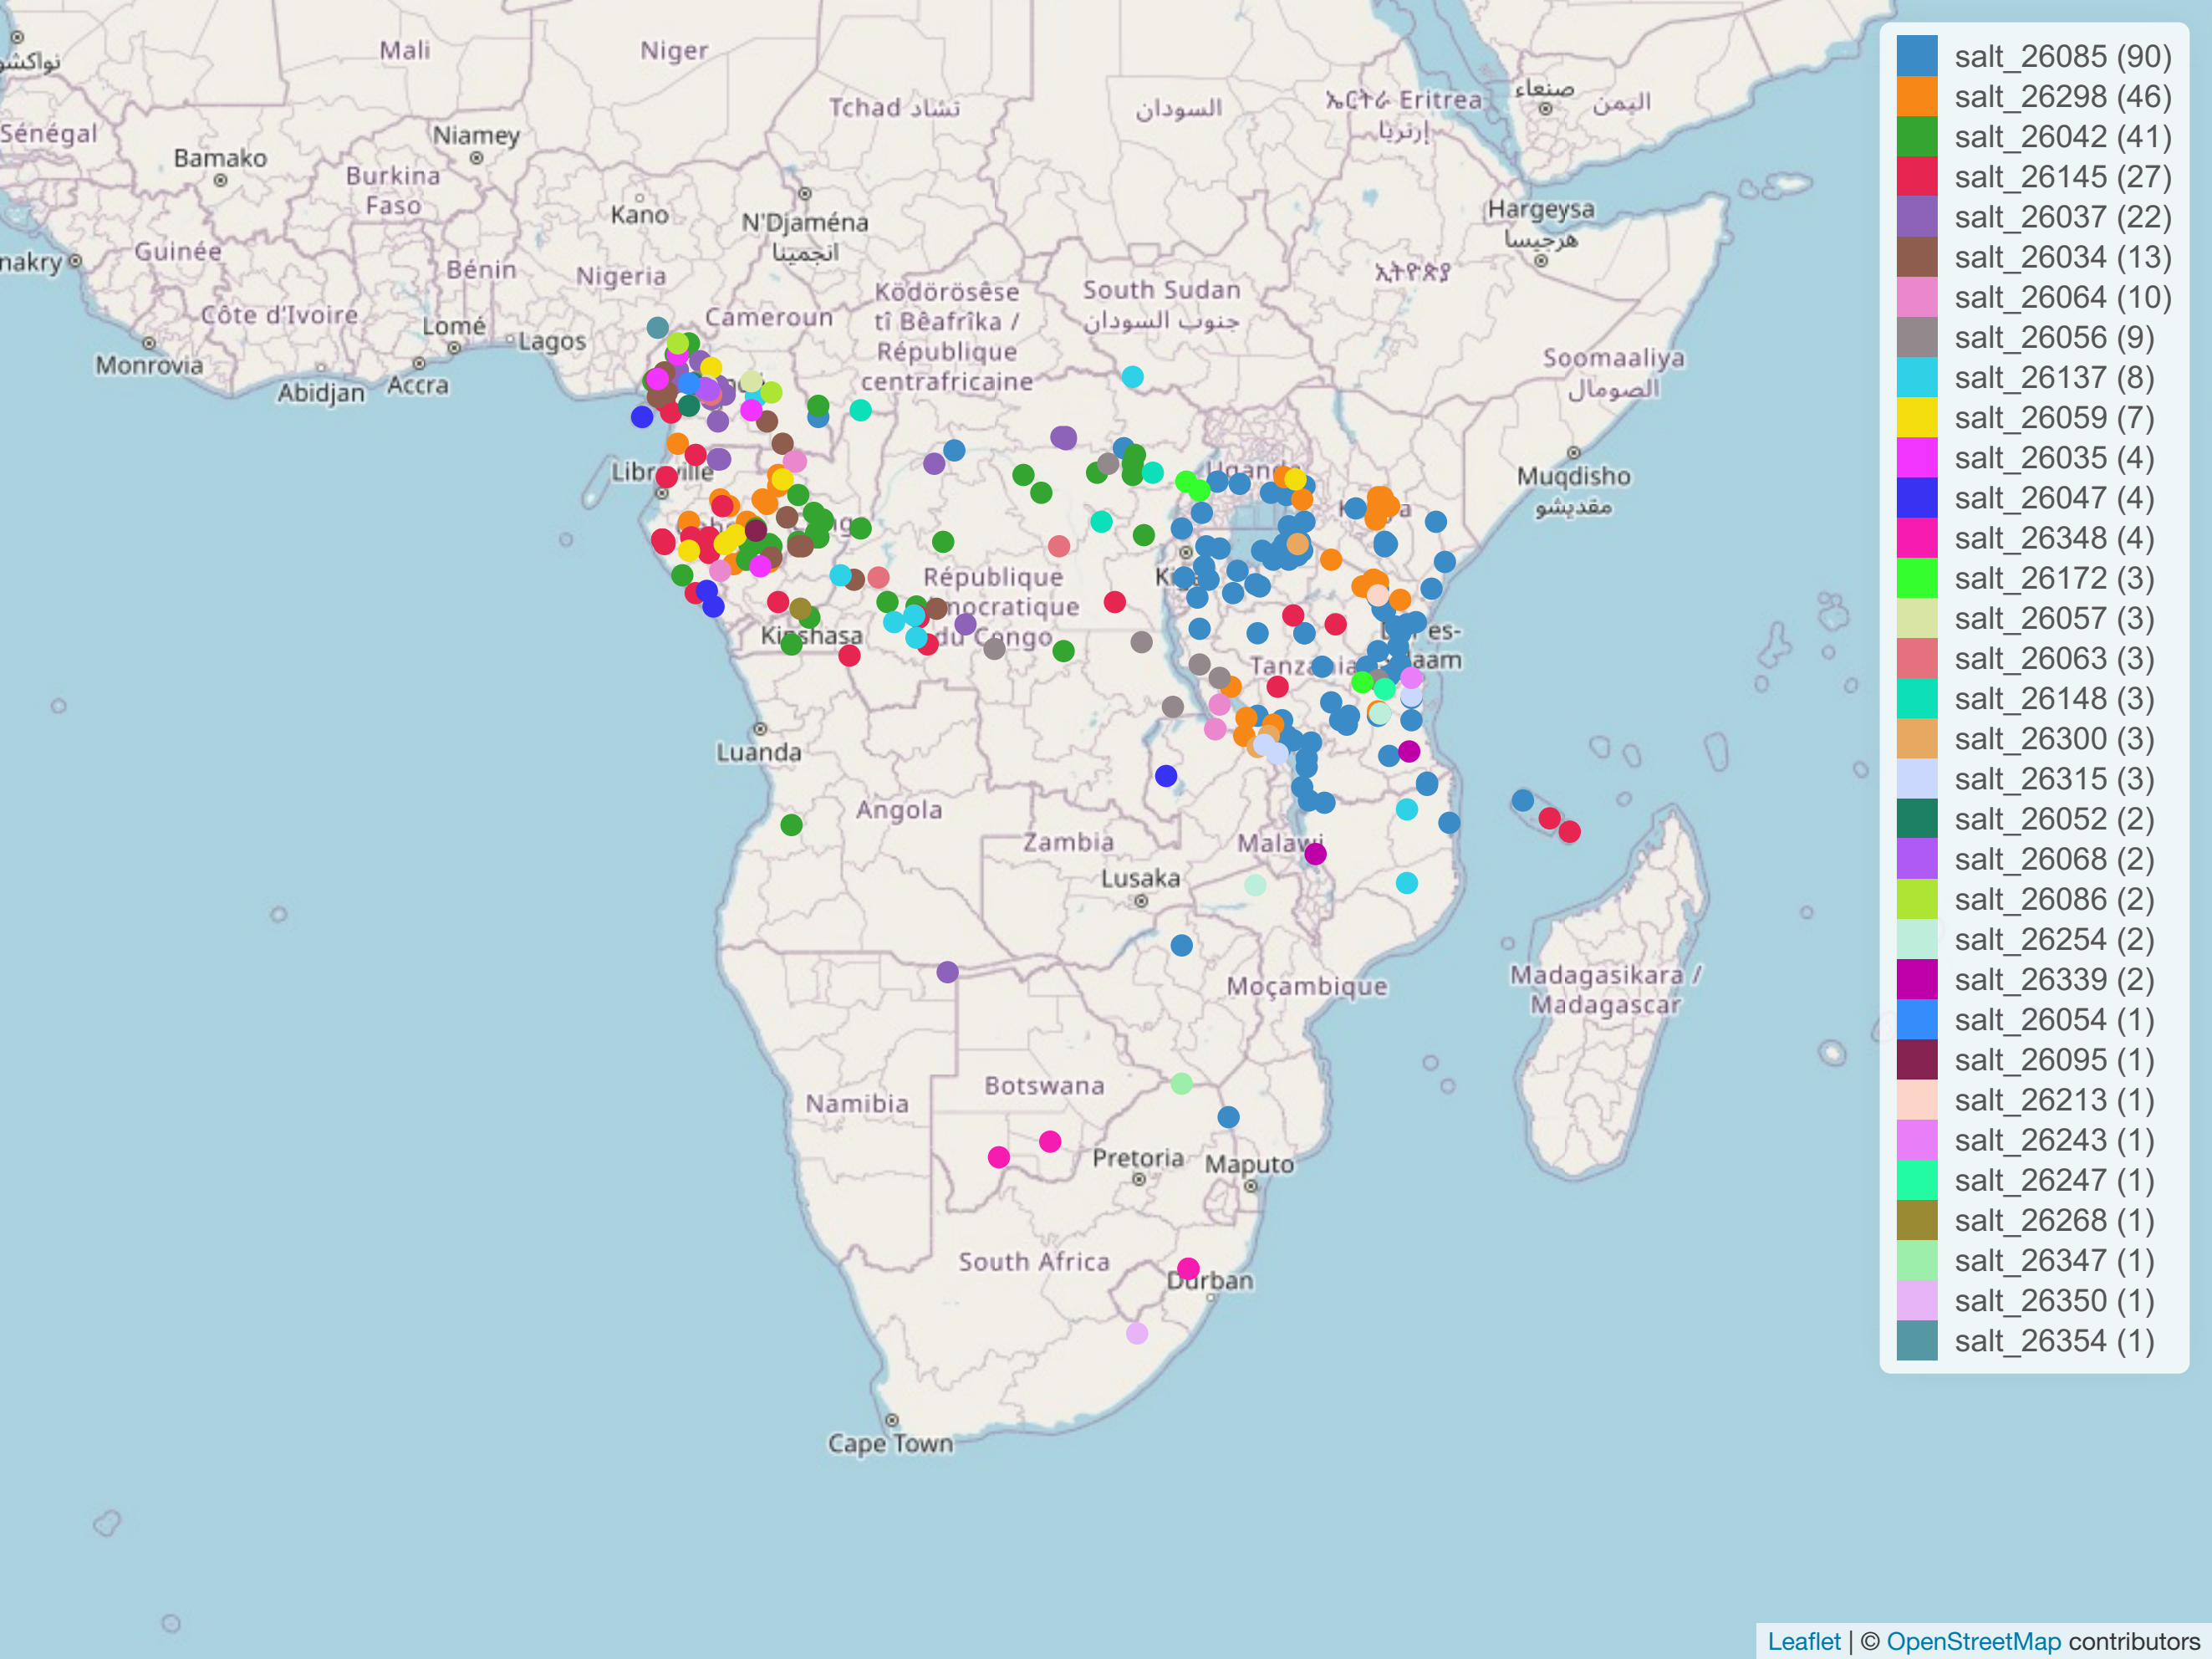 Mali
Niger
Tchad تشاد
السودان
ኤርትራ Eritrea
إرتريا
صنعاء
اليمن
Sénégal
Bamako
Niamey
Burkina
Faso
Kano
N'Djaména
انجمينا
Hargeysa
هرجيسا
Guinée
nakry
Bénin
Nigeria
Côte d'Ivoire
Lomé
Lagos
Cameroun
Ködörösêse
tî Bêafrîka /
République
centrafricaine
South Sudan
جنوب السودان
ኢትዮጵያ
Soomaaliya
الصومال
Monrovia
Abidjan
Accra
Muqdisho
مقديشو
Uganda
République
du Congo
Kinshasa
Tanzania
Luanda
Angola
Zambia
Malawi
Lusaka
Moçambique
Madagasikara /
Madagascar
Namibia
Botswana
Pretoria
Maputo
South Africa
Durban
Cape Town
salt_26085 (90)
salt_26298 (46)
salt_26042 (41)
salt_26145 (27)
salt_26037 (22)
salt_26034 (13)
salt_26064 (10)
salt_26056 (9)
salt_26137 (8)
salt_26059 (7)
salt_26035 (4)
salt_26047 (4)
salt_26348 (4)
salt_26172 (3)
salt_26057 (3)
salt_26063 (3)
salt_26148 (3)
salt_26300 (3)
salt_26315 (3)
salt_26052 (2)
salt_26068 (2)
salt_26086 (2)
salt_26254 (2)
salt_26339 (2)
salt_26054 (1)
salt_26095 (1)
salt_26213 (1)
salt_26243 (1)
salt_26247 (1)
salt_26268 (1)
salt_26347 (1)
salt_26350 (1)
salt_26354 (1)
Leaflet | © OpenStreetMap contributors